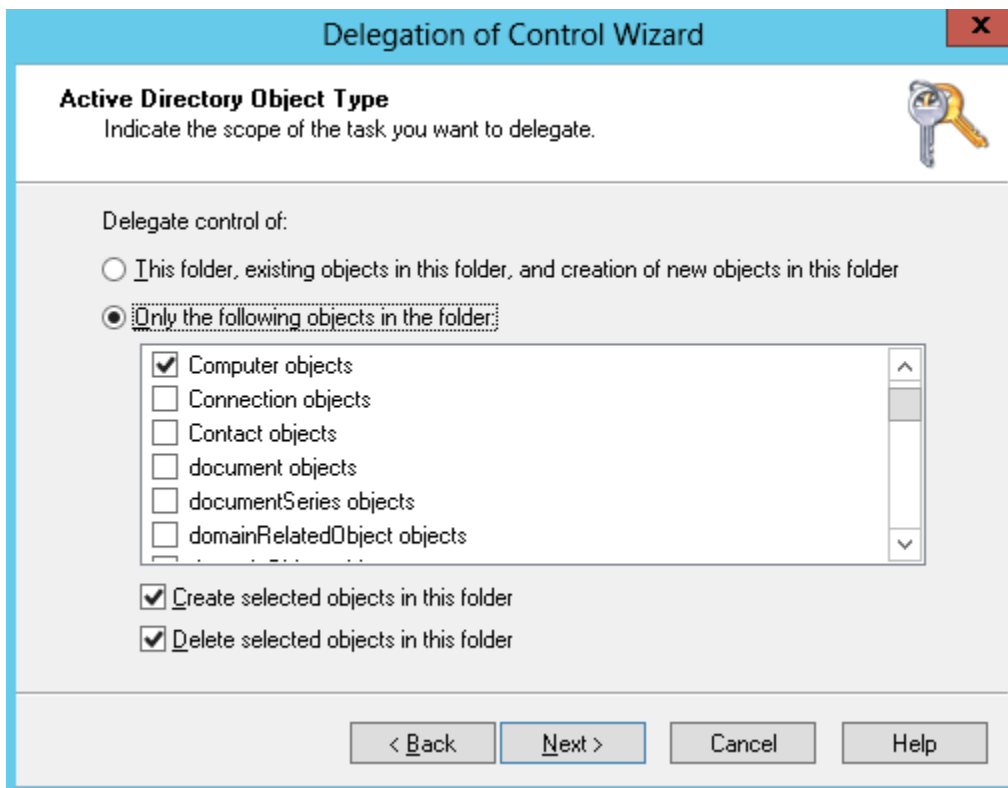 Delegation of Control Wizard
x
Active Directory Object Type
Indicate the scope of the task you want to delegate.
Delegate control of:
This folder, existing objects in this folder, and creation of new objects in this folder
Only the following objects in the folder:
Computer objects
Connection objects
Contact objects
document objects
documentSeries objects
domainRelatedObject objects
Create selected objects in this folder
Delete selected objects in this folder
< Back Next > Cancel Help